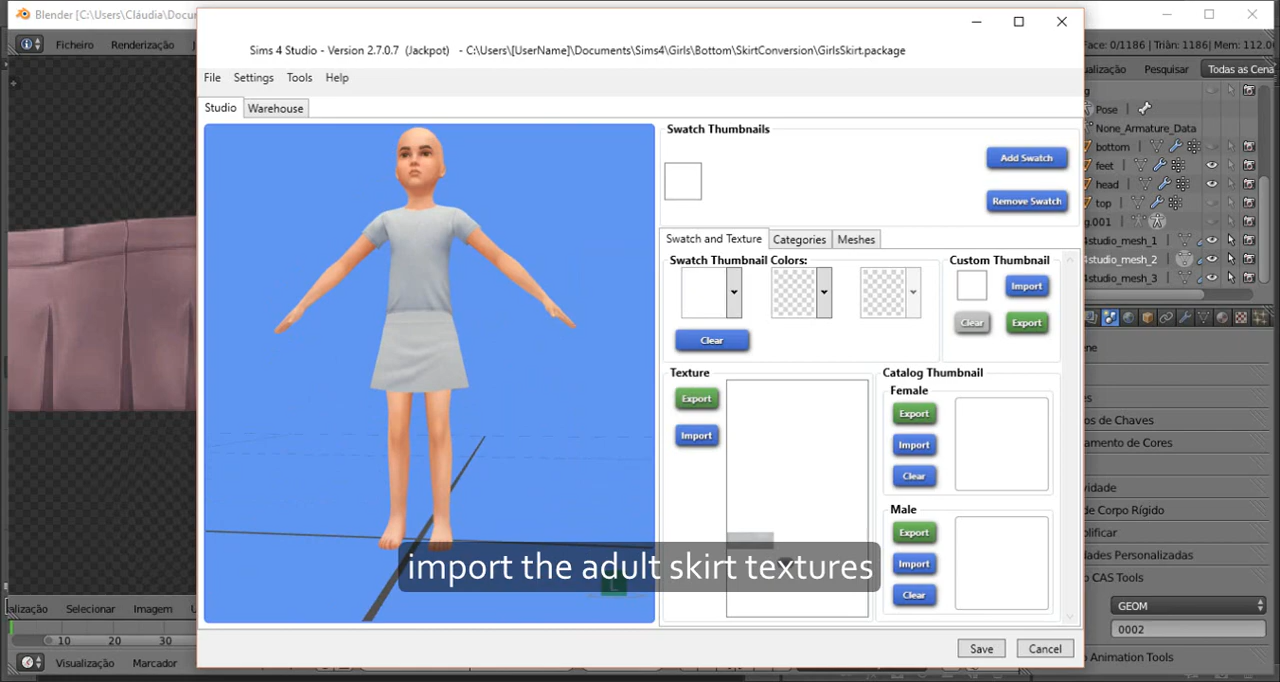 Blender [C:\Users\Cláudia\Docu
Ficheiro
Renderização
Face: 0/1186 | Triân: 1186 | Mem: 112.0
Sims 4 Studio - Version 2.7.0.7 (Jackpot) - C:\Users\[UserName]\Documents\Sims4\Girls\Bottom\SkirtConversion\GirlsSkirt.package
File
Settings
Tools
Help
Studio
Warehouse
Swatch Thumbnails
Add Swatch
Remove Swatch
Swatch and Texture
Categories
Meshes
Swatch Thumbnail Colors:
Clear
Custom Thumbnail
Import
Clear
Export
Texture
Export
Import
Catalog Thumbnail
Female
Export
Import
Clear
Male
Export
Import
Clear
import the adult skirt textures
Save
Cancel
ualização
Pesquisar
Todas as Cena
Pose
None_Armature_Data
bottom
feet
head
top
g.001
4studio_mesh_1
4studio_mesh_2
4studio_mesh_3
ene
es
os de Chaves
amento de Cores
vidade
de Corpo Rígido
plificar
dades Personalizadas
o CAS Tools
GEOM
0002
o Animation Tools
alização
Selecionar
Imagem
10
20
30
Visualização
Marcador